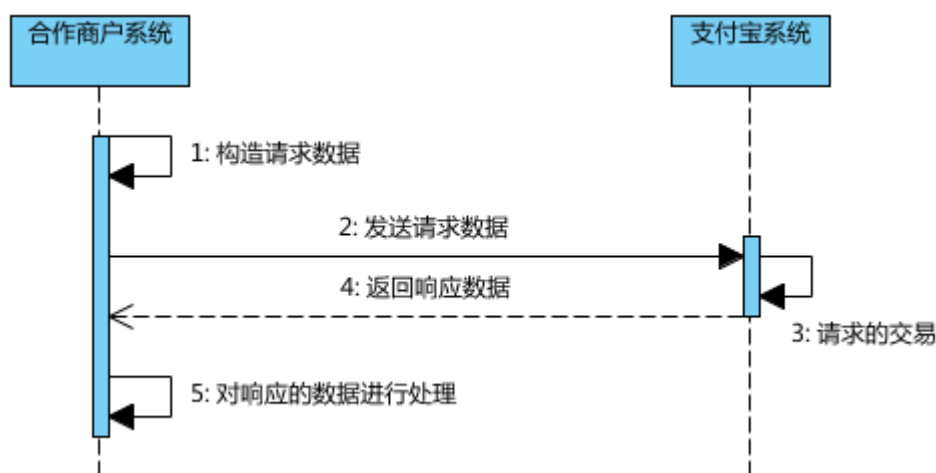 合作商户系统
支付宝系统
1: 构造请求数据
2: 发送请求数据
4: 返回响应数据
3: 请求的交易
5: 对响应的数据进行处理